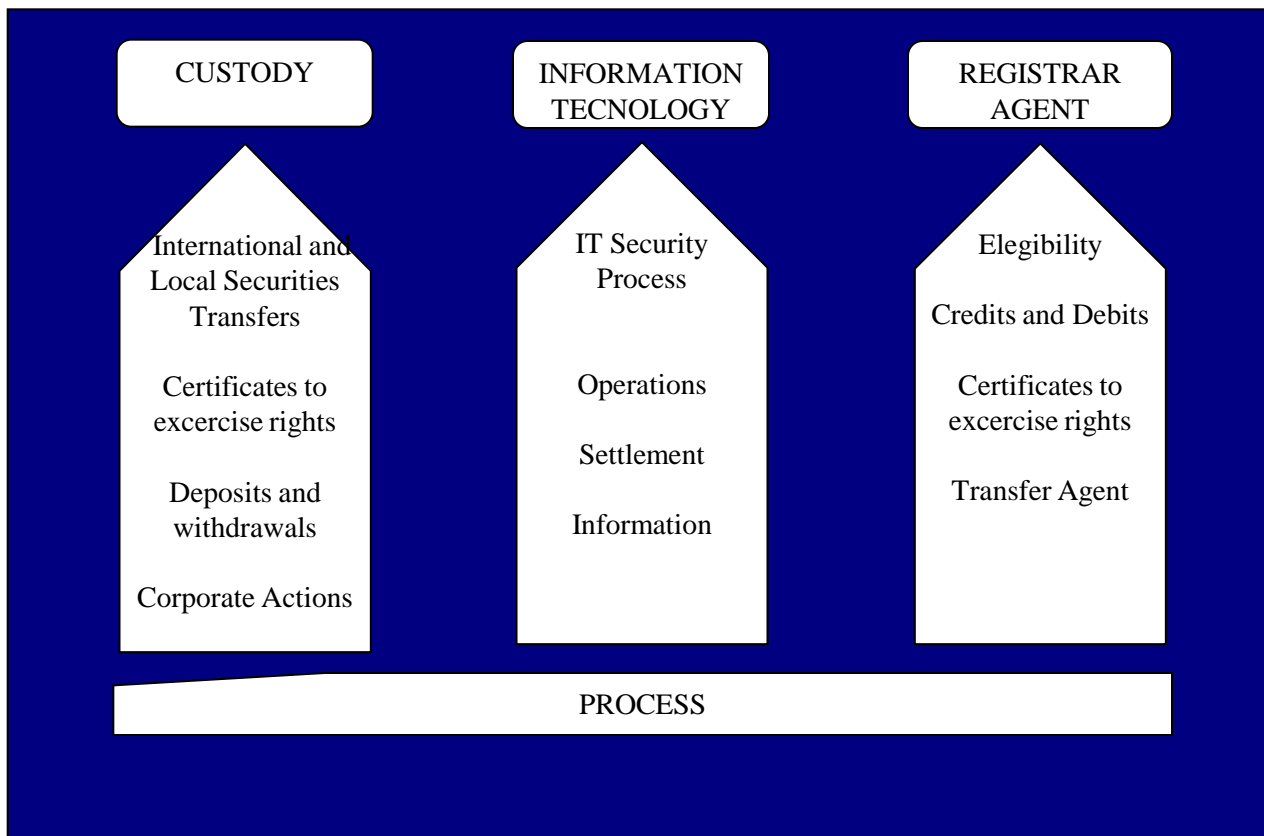 CUSTODY
INFORMATION
TECNOLOGY
REGISTRAR
AGENT
International and
Local Securities
Transfers
Certificates to
excercise rights
Deposits and
withdrawals
Corporate Actions
IT Security
Process
Operations
Settlement
Information
Elegibility
Credits and Debits
Certificates to
excercise rights
Transfer Agent
PROCESS